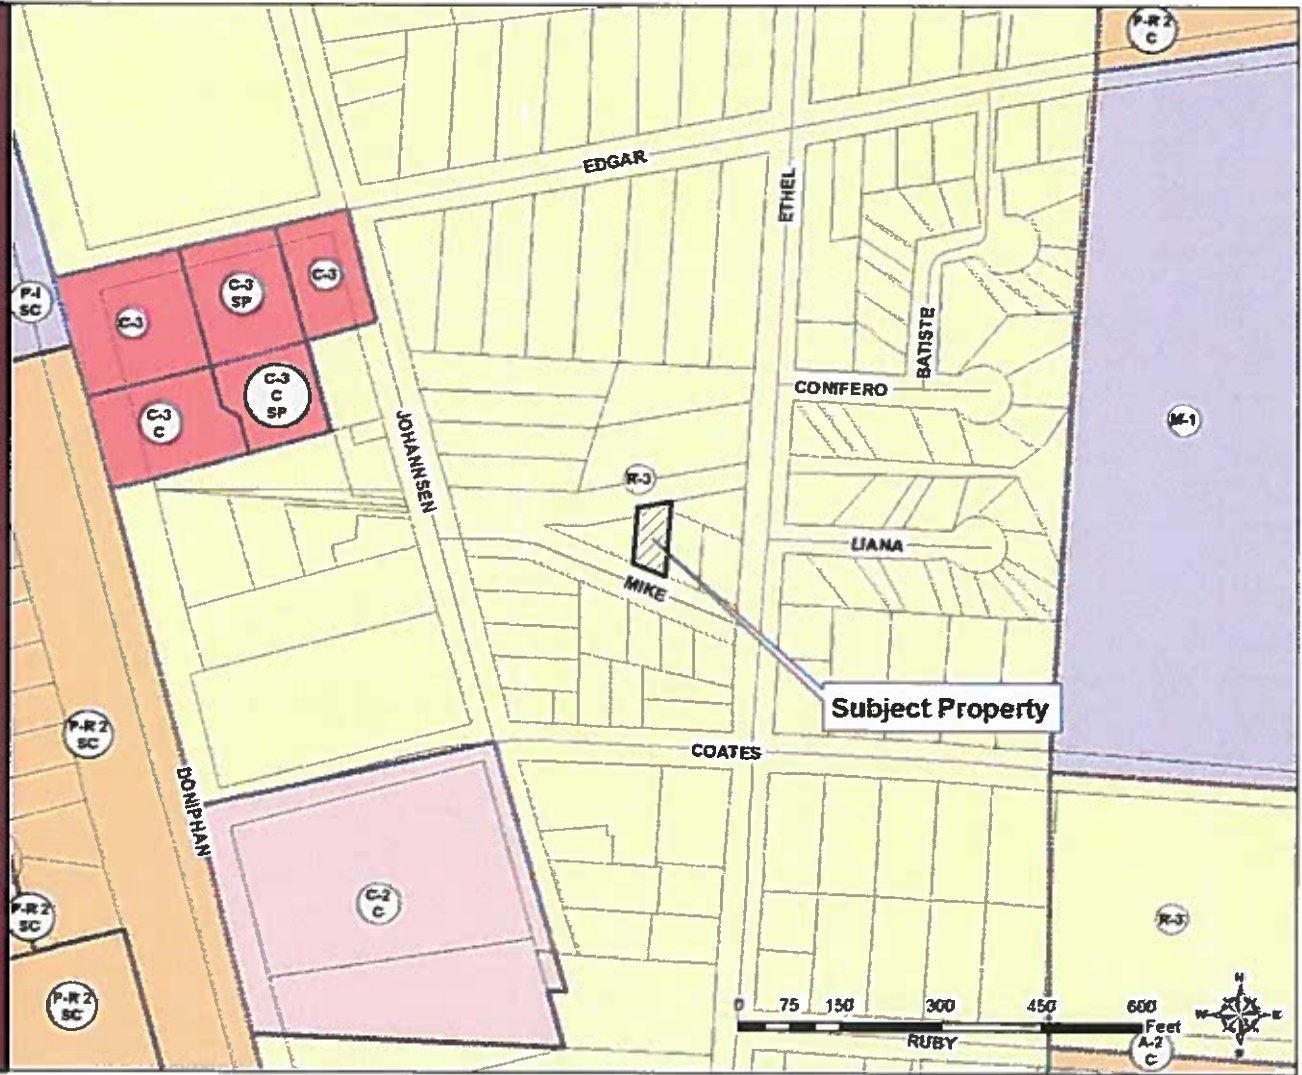 P-R 2
C
EDGAR
ETHEL
C-3
SP
C-3
P-I
SC
C-3
BATISTE
C-3
C
SP
CONIFERO
C-3
C
M-1
JOHANNSEN
R-3
LIANA
MIKE
Subject Property
P-R 2
SC
COATES
DONIPHAN
C-2
C
P-R 2
SC
R-3
N
W
E
S
P-R 2
SC
0 75 150 300 450 600
Feet
RUBY
A-2
C